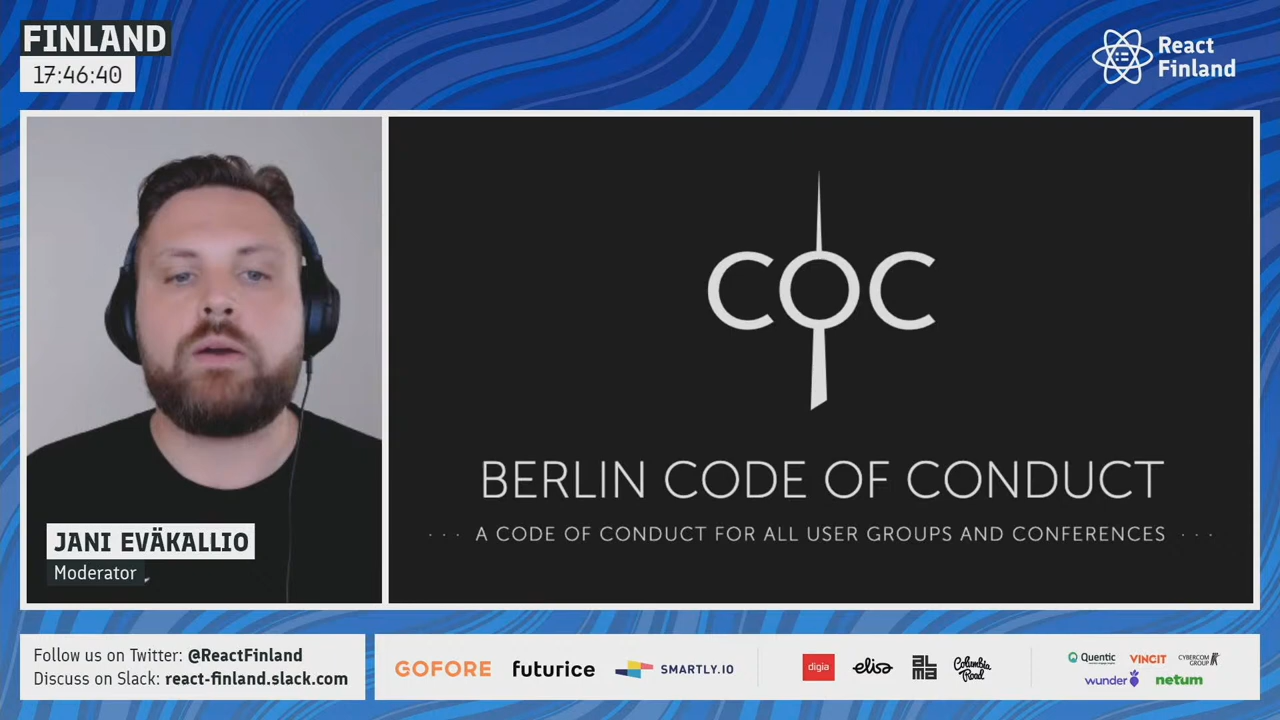 FINLAND
17:46:40
React
Finland
COC
BERLIN CODE OF CONDUCT
··· A CODE OF CONDUCT FOR ALL USER GROUPS AND CONFERENCES ···
JANI EVÄKALLIO
Moderator
Follow us on Twitter: @ReactFinland
Discuss on Slack: react-finland.slack.com
GOFORE
futurice
SMARTLY.IO
digia
elisa
ALMA
Columbia
Road
Quentic
VINCIT
CYBERCOM
GROUP
wunder
netum